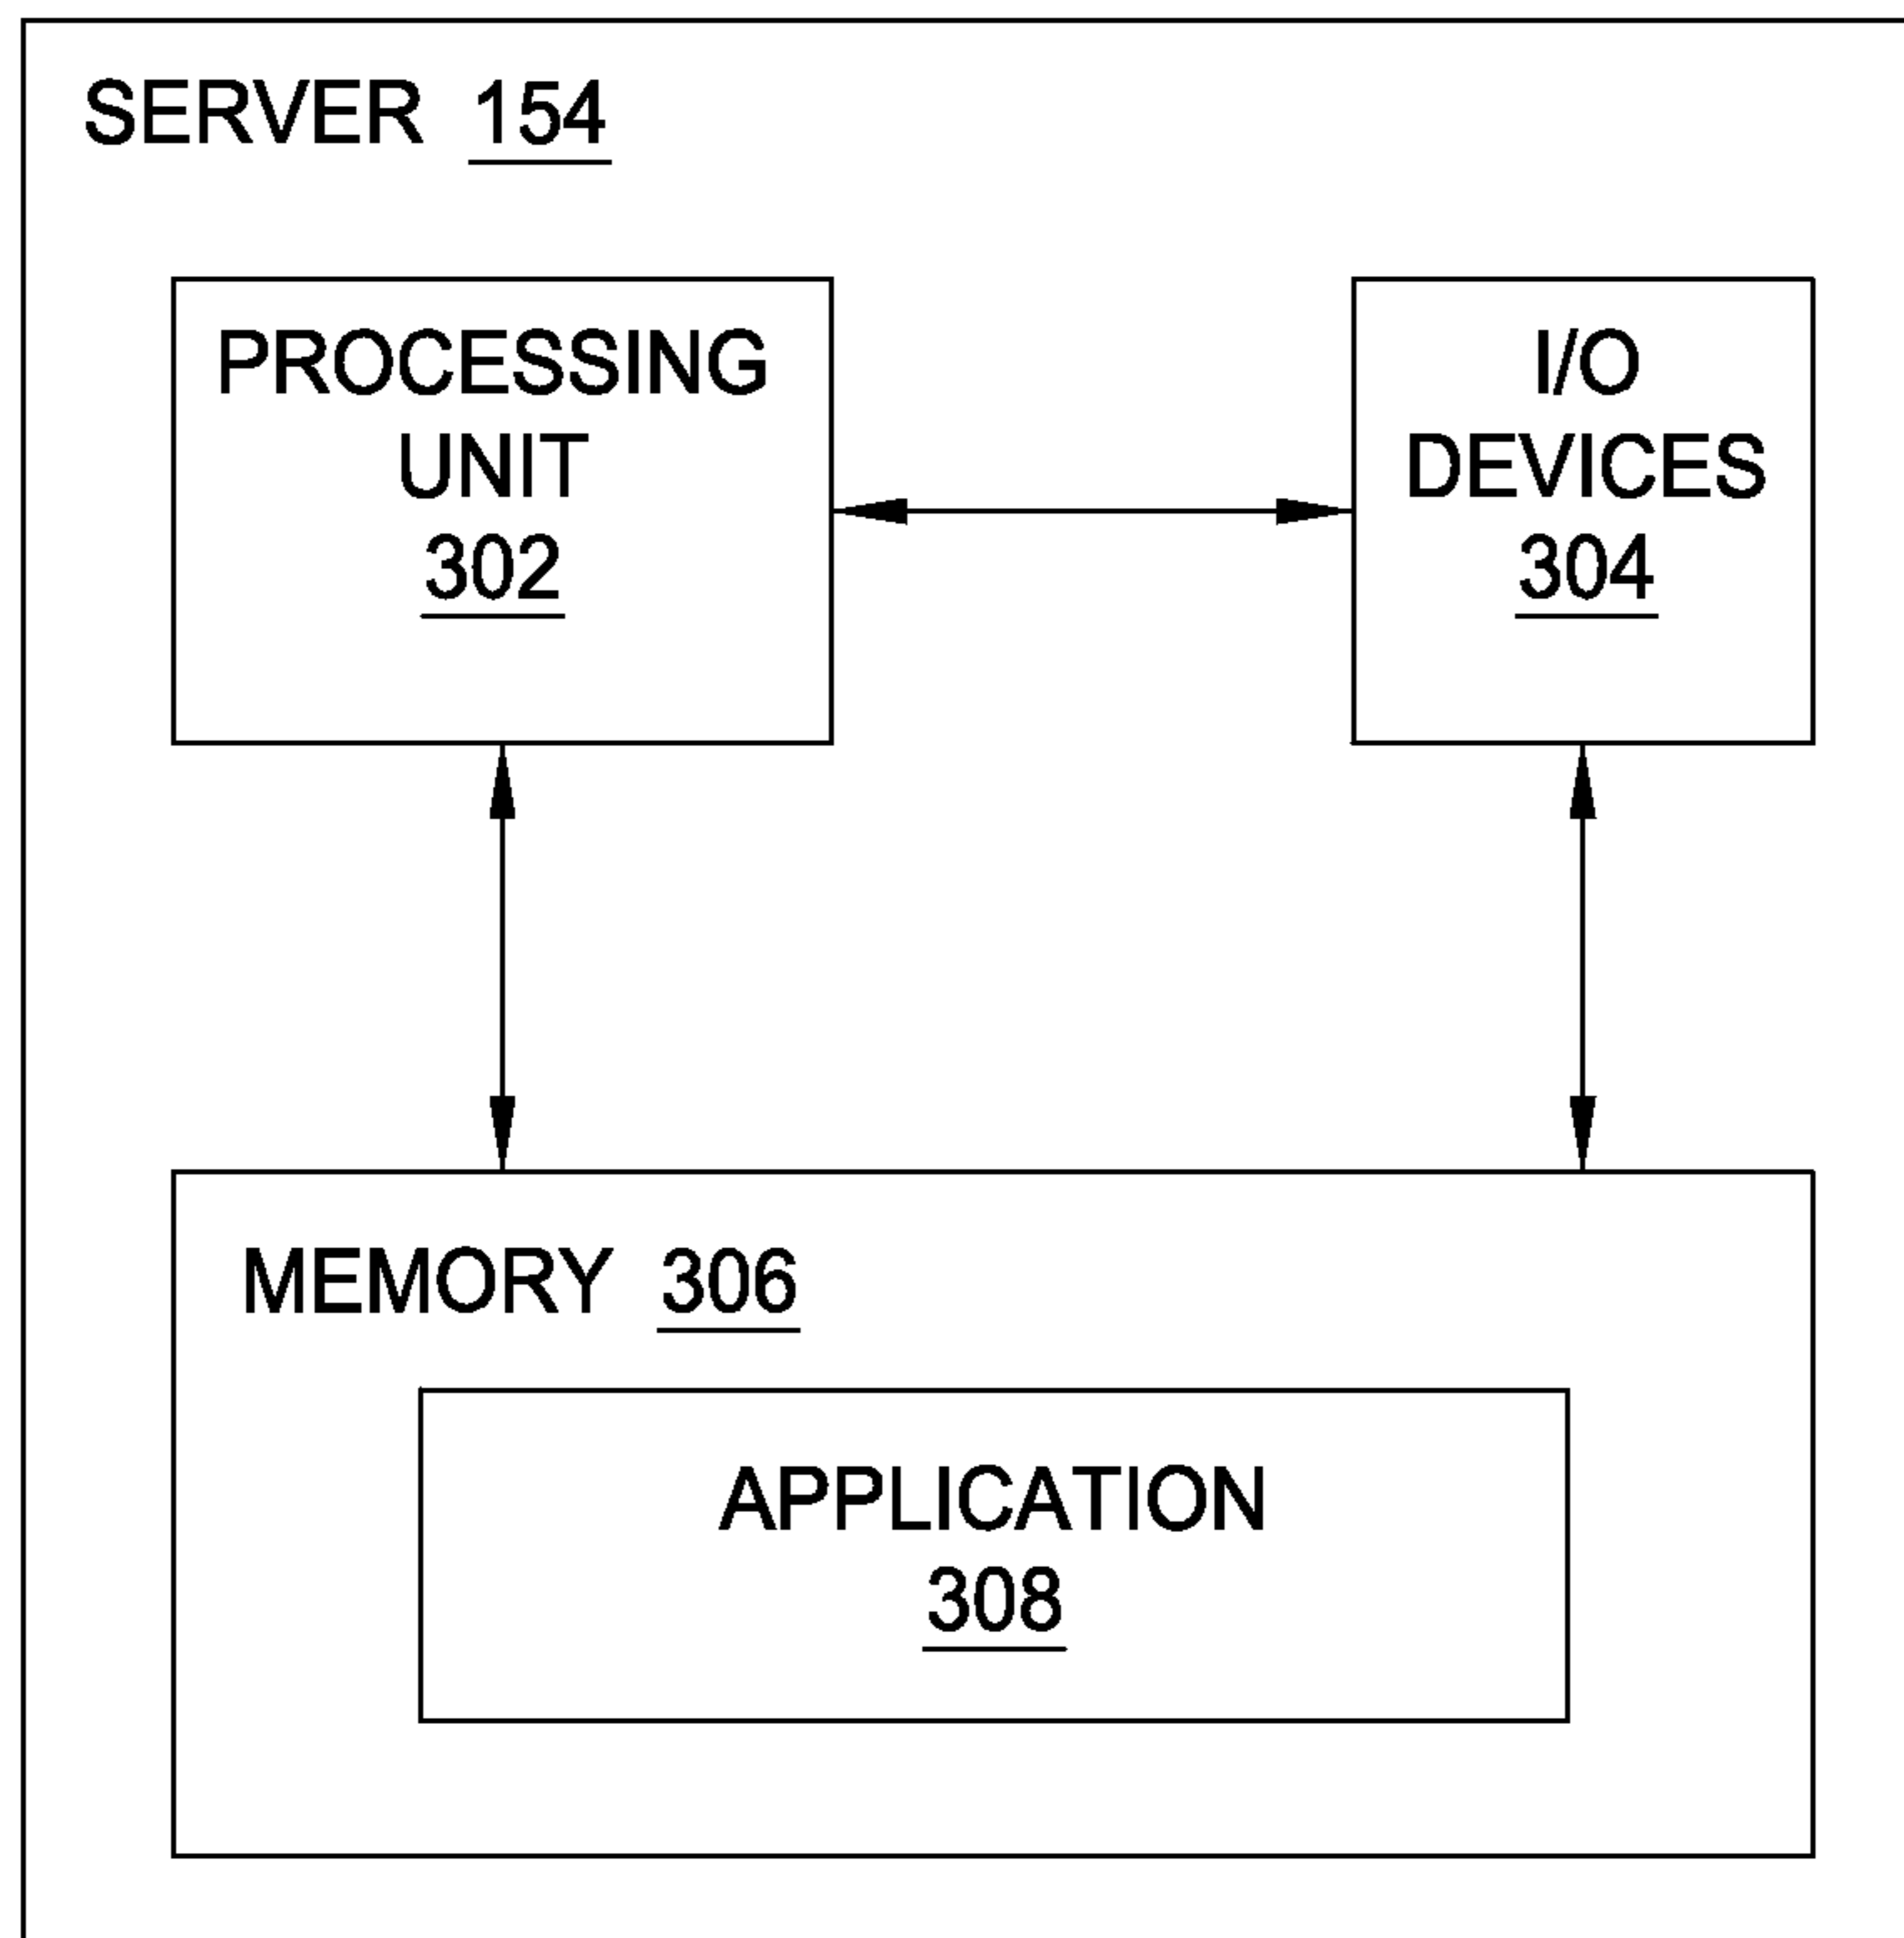 SERVER 154
PROCESSING
UNIT
302
I/O
DEVICES
304
MEMORY 306
APPLICATION
308